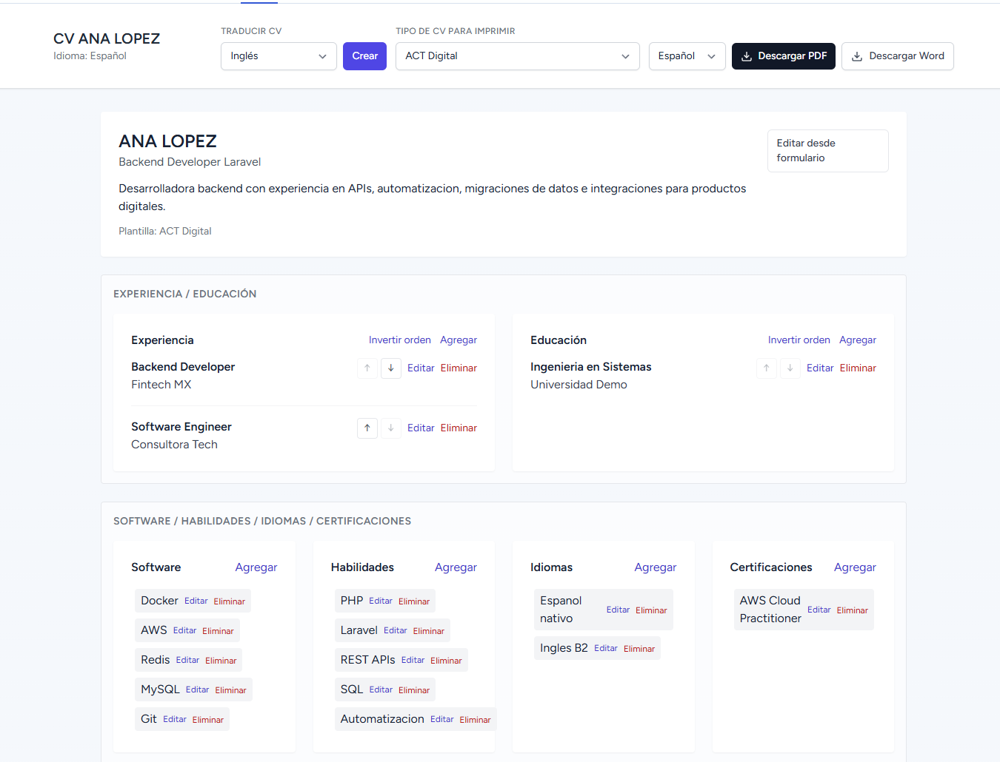 CV ANA LOPEZ
Idioma: Español
TRADUCIR CV
Inglés
Crear
TIPO DE CV PARA IMPRIMIR
ACT Digital
Español
Descargar PDF
Descargar Word
ANA LOPEZ
Backend Developer Laravel
Desarrolladora backend con experiencia en APIs, automatizacion, migraciones de datos e integraciones para productos
digitales.
Plantilla: ACT Digital
Editar desde
formulario
EXPERIENCIA / EDUCACIÓN
Experiencia
Invertir orden Agregar
Backend Developer
↑ ↓ Editar Eliminar
Fintech MX
Software Engineer
↑ ↓ Editar Eliminar
Consultora Tech
Educación
Invertir orden Agregar
Ingenieria en Sistemas
↑ ↓ Editar Eliminar
Universidad Demo
SOFTWARE / HABILIDADES / IDIOMAS / CERTIFICACIONES
Software Agregar
Docker Editar Eliminar
AWS Editar Eliminar
Redis Editar Eliminar
MySQL Editar Eliminar
Git Editar Eliminar
Habilidades Agregar
PHP Editar Eliminar
Laravel Editar Eliminar
REST APIs Editar Eliminar
SQL Editar Eliminar
Automatizacion Editar Eliminar
Idiomas Agregar
Espanol
nativo
Editar Eliminar
Ingles B2 Editar Eliminar
Certificaciones Agregar
AWS Cloud
Practitioner
Editar Eliminar